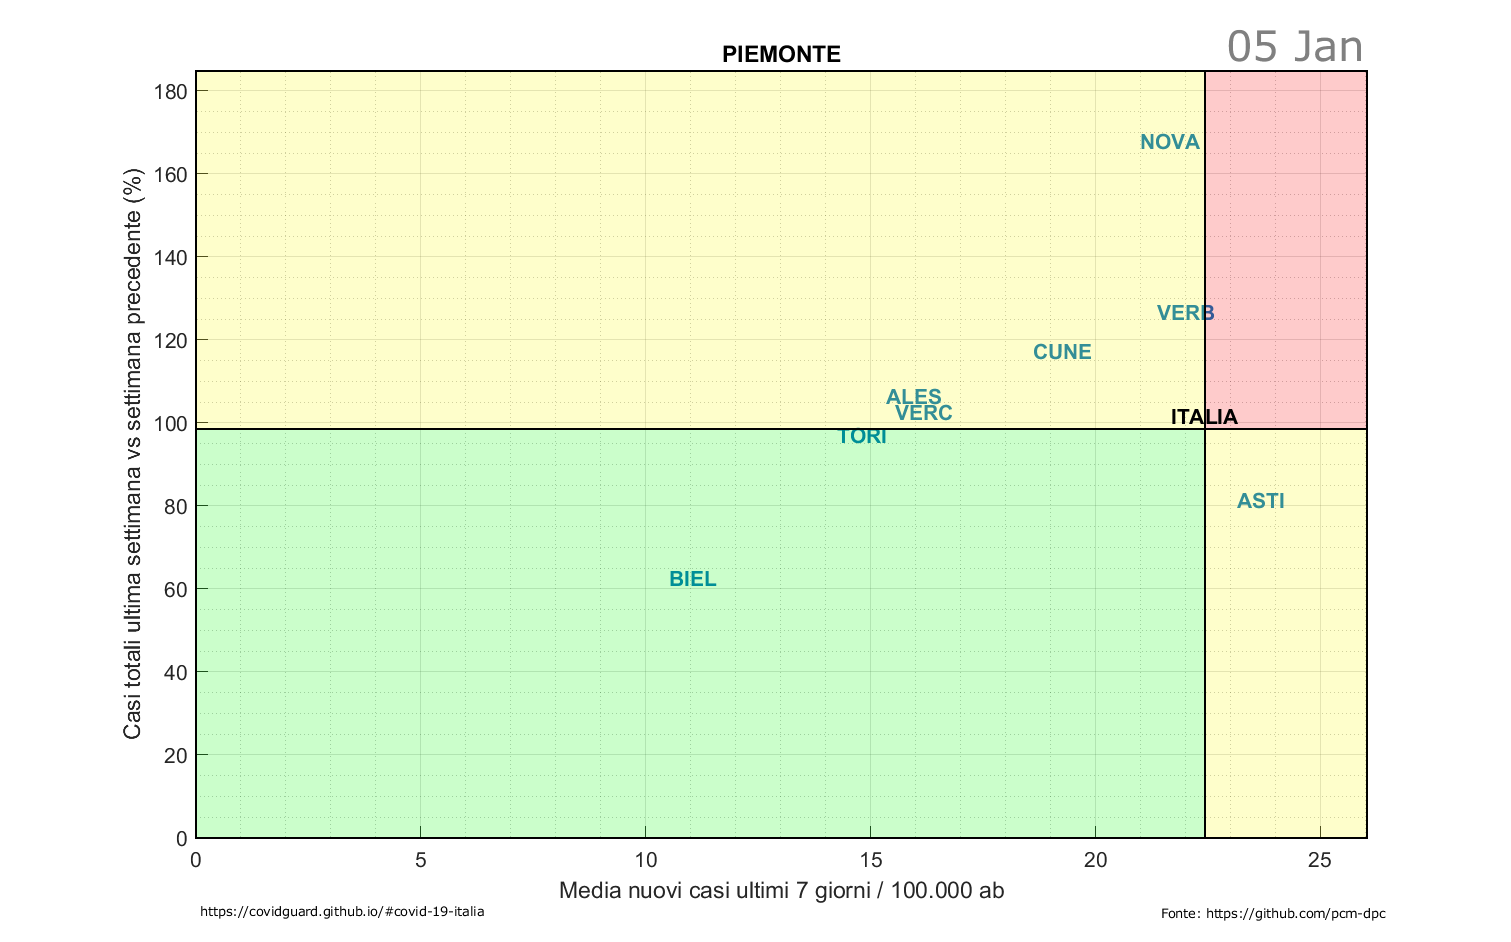 05 Jan
PIEMONTE
Casi totali ultima settimana vs settimana precedente (%)
180
160
140
120
100
80
60
40
20
0
NOVA
VERB
CUNE
ALES
VERC
ITALIA
TORI
ASTI
BIEL
0 5 10 15 20 25
Media nuovi casi ultimi 7 giorni / 100.000 ab
https://covidguard.github.io/#covid-19-italia
Fonte: https://github.com/pcm-dpc